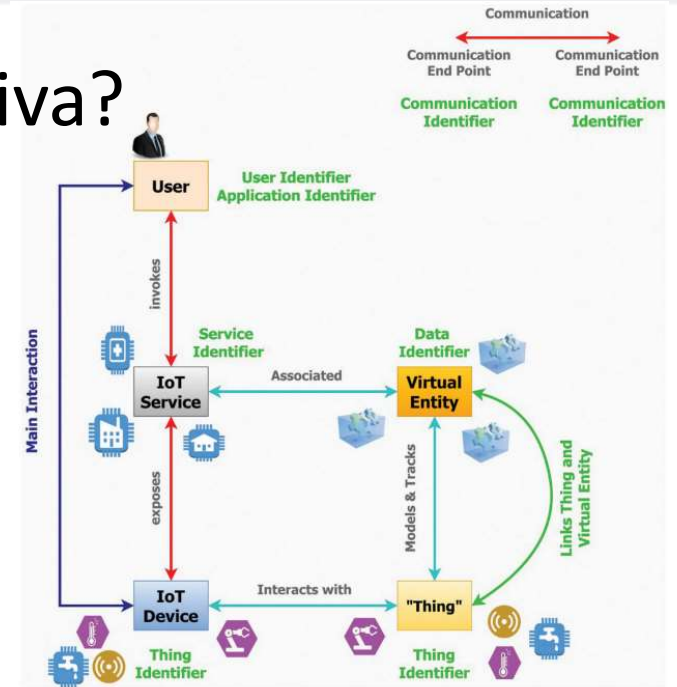 iva?
Communication
Communication
End Point
Communication
End Point
Communication
Identifier
Communication
Identifier
User
User Identifier
Application Identifier
invokes
Main Interaction
Service
Identifier
Data
Identifier
IoT
Service
Associated
Virtual
Entity
exposes
Models & Tracks
Links Thing and
Virtual Entity
IoT
Device
Interacts with
"Thing"
Thing
Identifier
Thing
Identifier